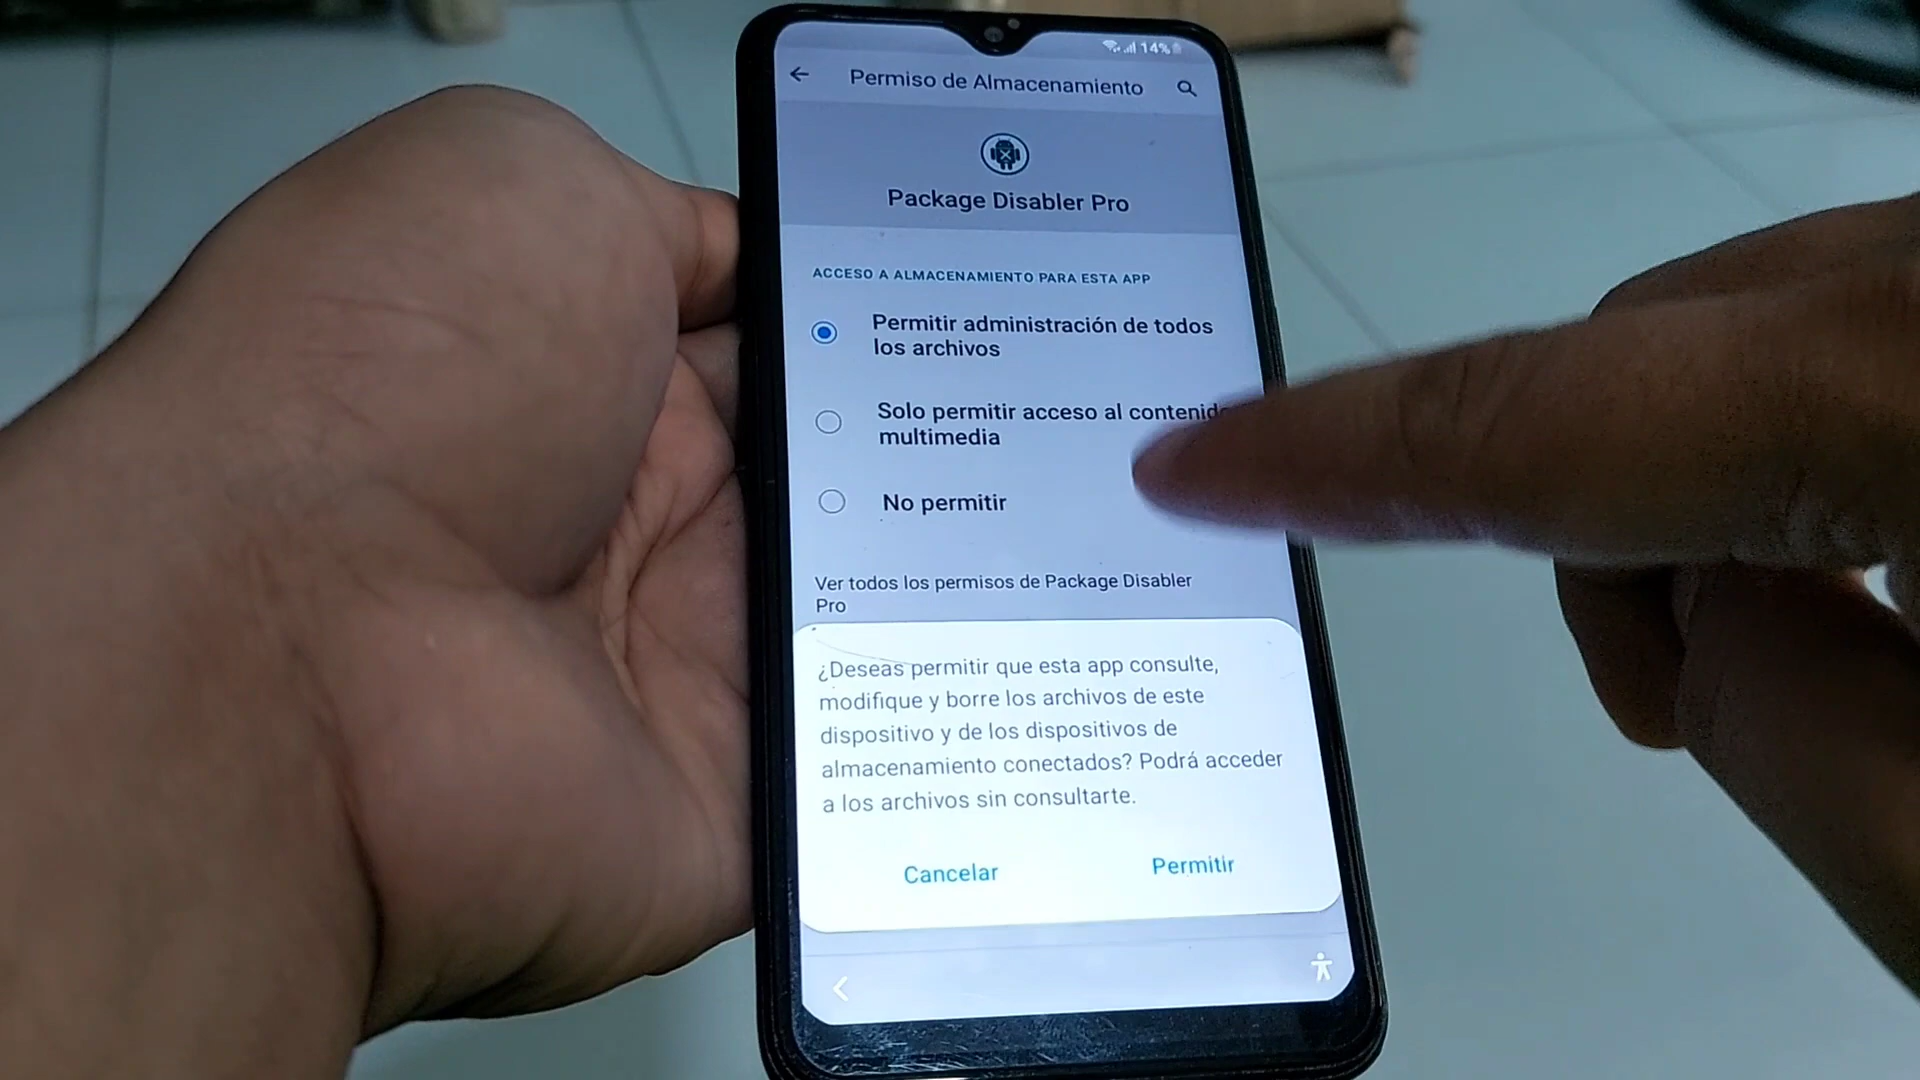 14%
Permiso de Almacenamiento
Package Disabler Pro
ACCESO A ALMACENAMIENTO PARA ESTA APP
Permitir administración de todos
los archivos
Solo permitir acceso al contenido
multimedia
No permitir
Ver todos los permisos de Package Disabler
Pro
¿Deseas permitir que esta app consulte,
modifique y borre los archivos de este
dispositivo y de los dispositivos de
almacenamiento conectados? Podrá acceder
a los archivos sin consultarte.
Cancelar
Permitir